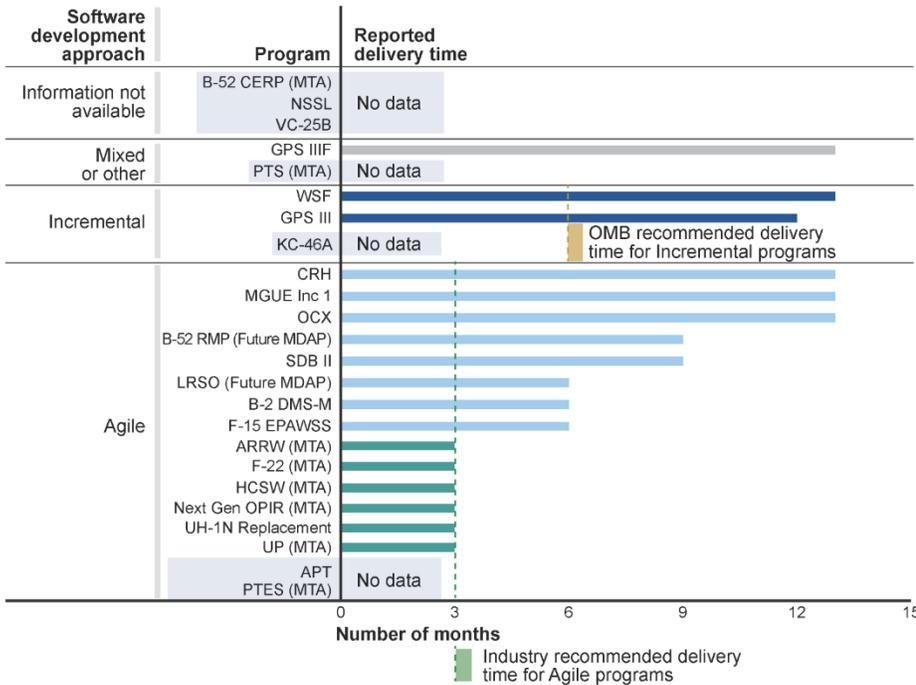 Software
development
approach
Program
Reported
delivery time
Information not
available
B-52 CERP (MTA)
NSSL
VC-25B
No data
Mixed
or other
GPS IIIF
PTS (MTA)
No data
Incremental
WSF
GPS III
KC-46A
No data
OMB recommended delivery
time for Incremental programs
Agile
CRH
MGUE Inc 1
OCX
B-52 RMP (Future MDAP)
SDB II
LRSO (Future MDAP)
B-2 DMS-M
F-15 EPAWSS
ARRW (MTA)
F-22 (MTA)
HCSW (MTA)
Next Gen OPIR (MTA)
UH-1N Replacement
UP (MTA)
APT
PTES (MTA)
No data
0 3 6 9 12 15
Number of months
Industry recommended delivery
time for Agile programs